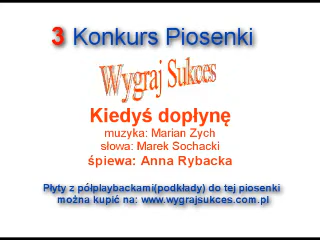 3 Konkurs Piosenki
Wygraj Sukces
Kiedyś dopłynę
muzyka: Marian Zych
słowa: Marek Sochacki
śpiewa: Anna Rybacka
Płyty z półplaybackami(podkłady) do tej piosenki
można kupić na: www.wygrajsukces.com.pl